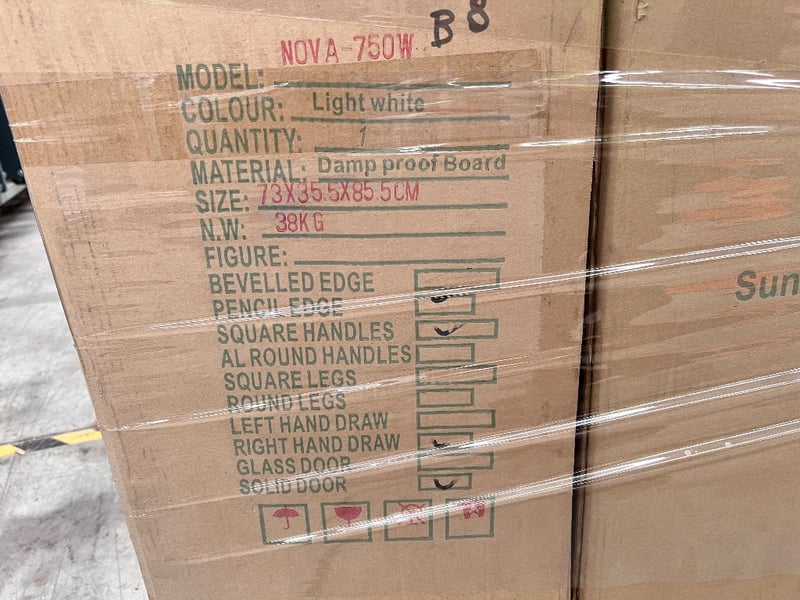 B 8
NOVA-750W
MODEL:
COLOUR: Light white
QUANTITY: 1
MATERIAL: Damp proof Board
SIZE: 73X35.5X85.5CM
N.W: 38KG
FIGURE:
BEVELLED EDGE
PENCIL EDGE
SQUARE HANDLES
AL ROUND HANDLES
SQUARE LEGS
ROUND LEGS
LEFT HAND DRAW
RIGHT HAND DRAW
GLASS DOOR
SOLID DOOR
Sun